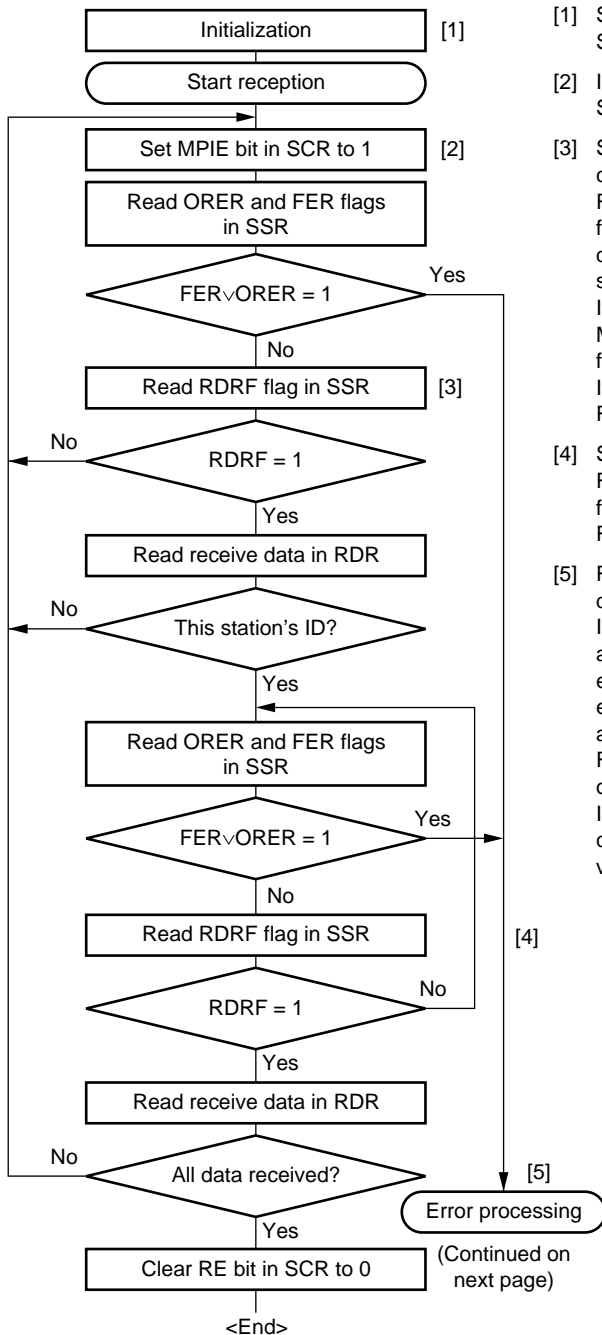 Initialization
[1]
Start reception
Set MPIE bit in SCR to 1
[2]
Read ORER and FER flags
in SSR
FER∨ORER = 1
Yes
No
Read RDRF flag in SSR
[3]
RDRF = 1
No
Yes
Read receive data in RDR
This station's ID?
No
Yes
Read ORER and FER flags
in SSR
FER∨ORER = 1
Yes
No
Read RDRF flag in SSR
[4]
RDRF = 1
No
Yes
Read receive data in RDR
All data received?
No
Yes
[5]
Error processing
(Continued on
next page)
Clear RE bit in SCR to 0
<End>
[1]
[2]
[3]
[4]
[5]